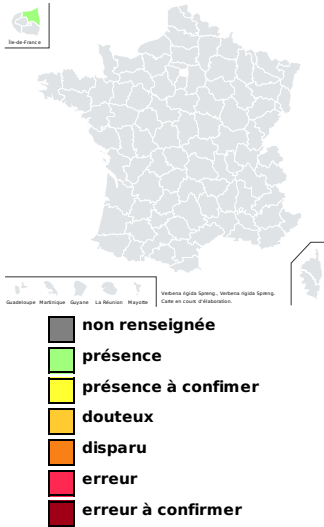 Île-de-France
Guadeloupe Martinique Guyane La Réunion Mayotte
Verbena rigida Spreng., Verbena rigida Spreng.
Carte en cours d'élaboration.
non renseignée
présence
présence à confimer
douteux
disparu
erreur
erreur à confirmer